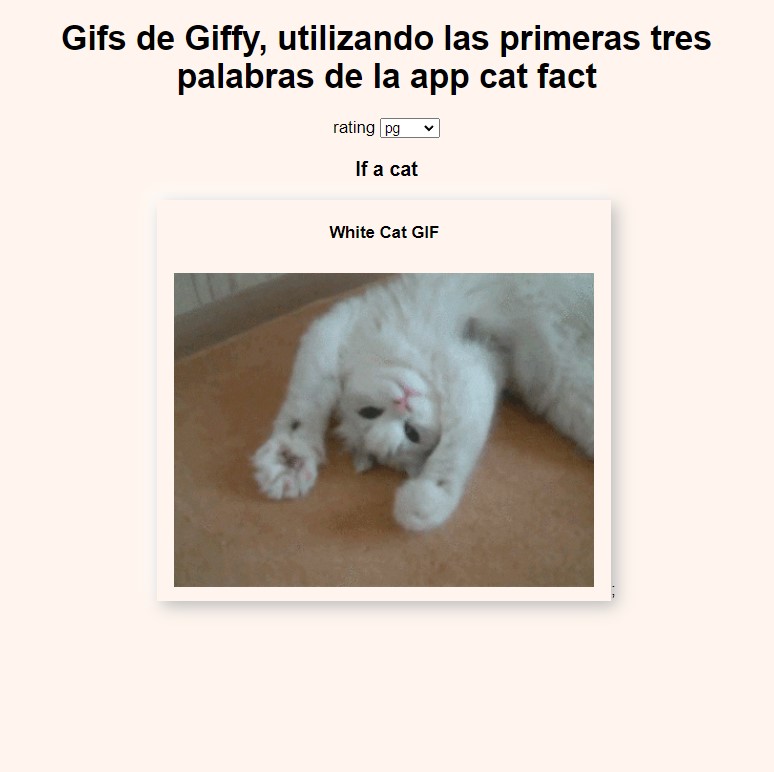 Gifs de Giffy, utilizando las primeras tres
palabras de la app cat fact
rating pg
If a cat
White Cat GIF
;